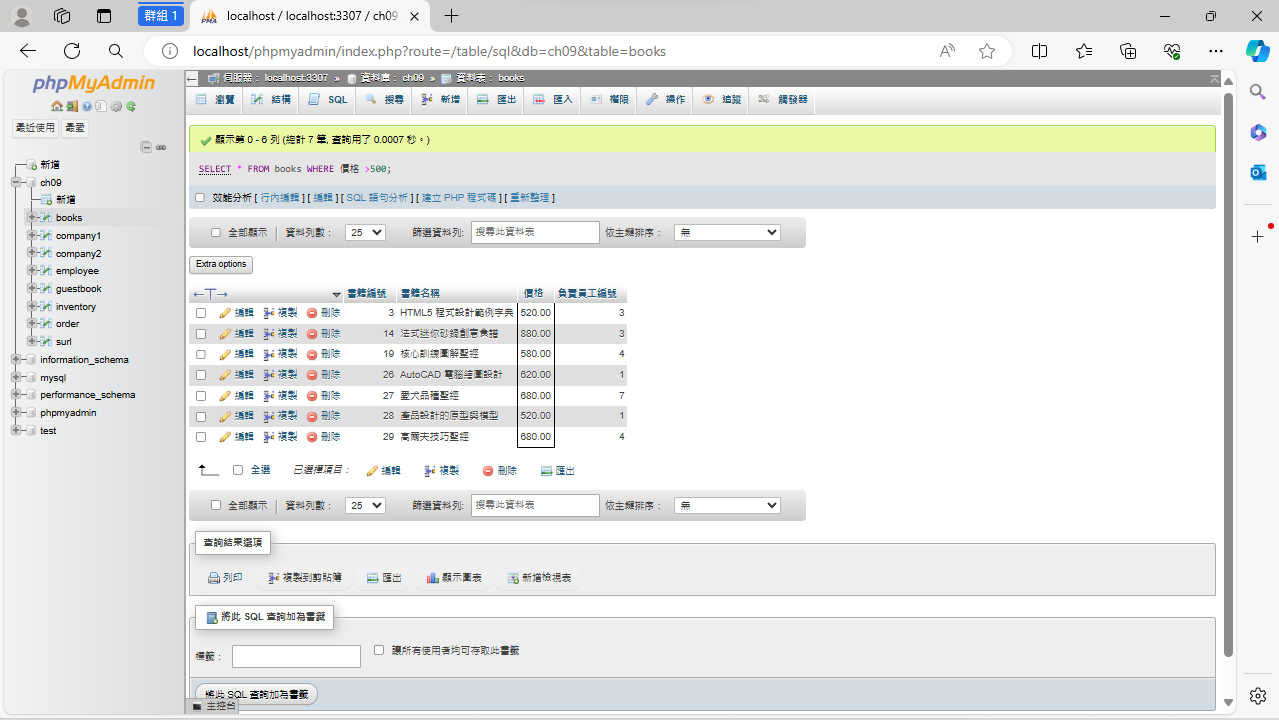 群組 1
localhost / localhost:3307 / ch09
localhost/phpmyadmin/index.php?route=/table/sql&db=ch09&table=books
phpMyAdmin
最近使用 最愛
新增
ch09
新增
books
company1
company2
employee
guestbook
inventory
order
surl
information_schema
mysql
performance_schema
phpmyadmin
test
伺服器: localhost:3307 » 資料庫: ch09 » 資料表: books
瀏覽 結構 SQL 搜尋 新增 匯出 匯入 權限 操作 追蹤 觸發器
顯示第 0 - 6 列 (總計 7 筆, 查詢用了 0.0007 秒。)
SELECT * FROM books WHERE 價格 >500;
效能分析 [ 行內編輯 ] [ 編輯 ] [ SQL 語句分析 ] [ 建立 PHP 程式碼 ] [ 重新整理 ]
全部顯示 資料列數: 25 篩選資料列: 搜尋此資料表 依主鍵排序: 無
Extra options
←T→ 書籍編號 書籍名稱 價格 負責員工編號
編輯 複製 刪除 3 HTML5 程式設計範例字典 520.00 3
編輯 複製 刪除 14 法式迷你砂鍋創意食譜 880.00 3
編輯 複製 刪除 19 核心訓練圖解聖經 580.00 4
編輯 複製 刪除 26 AutoCAD 電腦繪圖設計 620.00 1
編輯 複製 刪除 27 愛犬品種聖經 680.00 7
編輯 複製 刪除 28 產品設計的原型與模型 520.00 1
編輯 複製 刪除 29 高爾夫技巧聖經 680.00 4
全選 已選擇項目: 編輯 複製 刪除 匯出
全部顯示 資料列數: 25 篩選資料列: 搜尋此資料表 依主鍵排序: 無
查詢結果選項
列印 複製到剪貼簿 匯出 顯示圖表 新增檢視表
將此 SQL 查詢加為書籤
標籤: 讓所有使用者均可存取此書籤
將此 SQL 查詢加為書籤
主控台